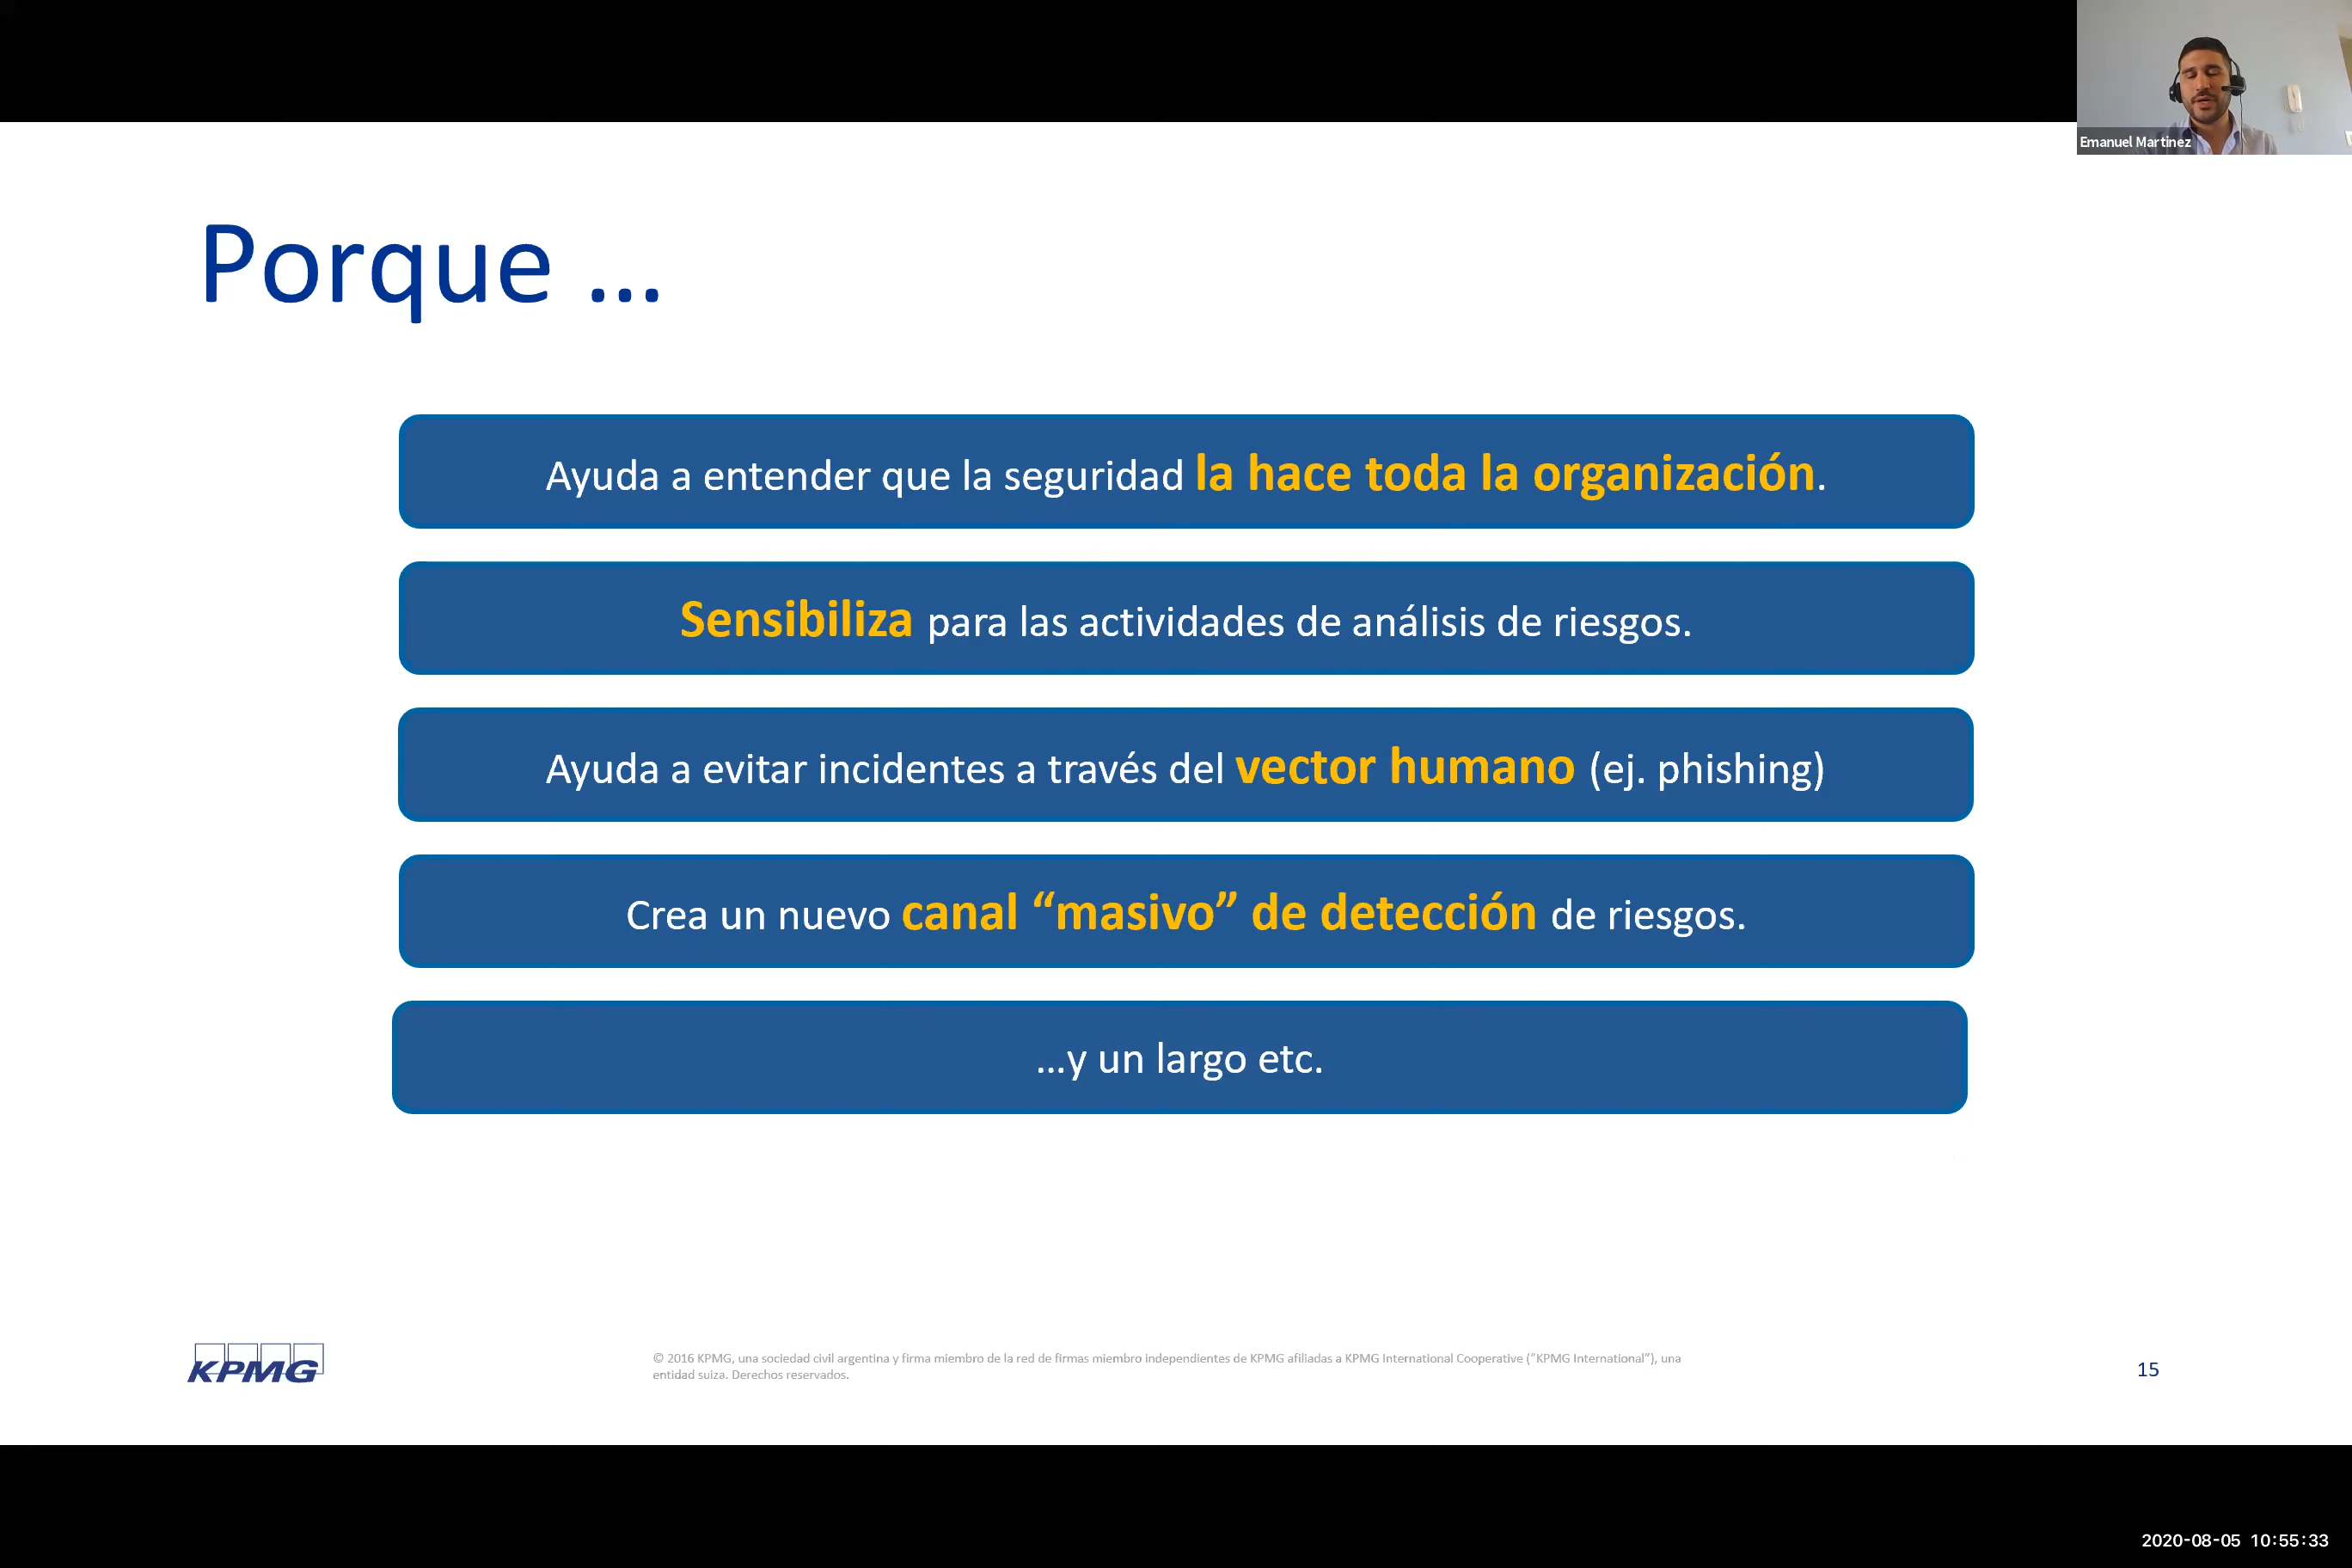 Emanuel Martinez
Porque ...
Ayuda a entender que la seguridad la hace toda la organización.
Sensibiliza para las actividades de análisis de riesgos.
Ayuda a evitar incidentes a través del vector humano (ej. phishing)
Crea un nuevo canal “masivo” de detección de riesgos.
...y un largo etc.
KPMG
© 2016 KPMG, una sociedad civil argentina y firma miembro de la red de firmas miembro independientes de KPMG afiliadas a KPMG International Cooperative (“KPMG International”), una
entidad suiza. Derechos reservados.
15
2020-08-05 10:55:33